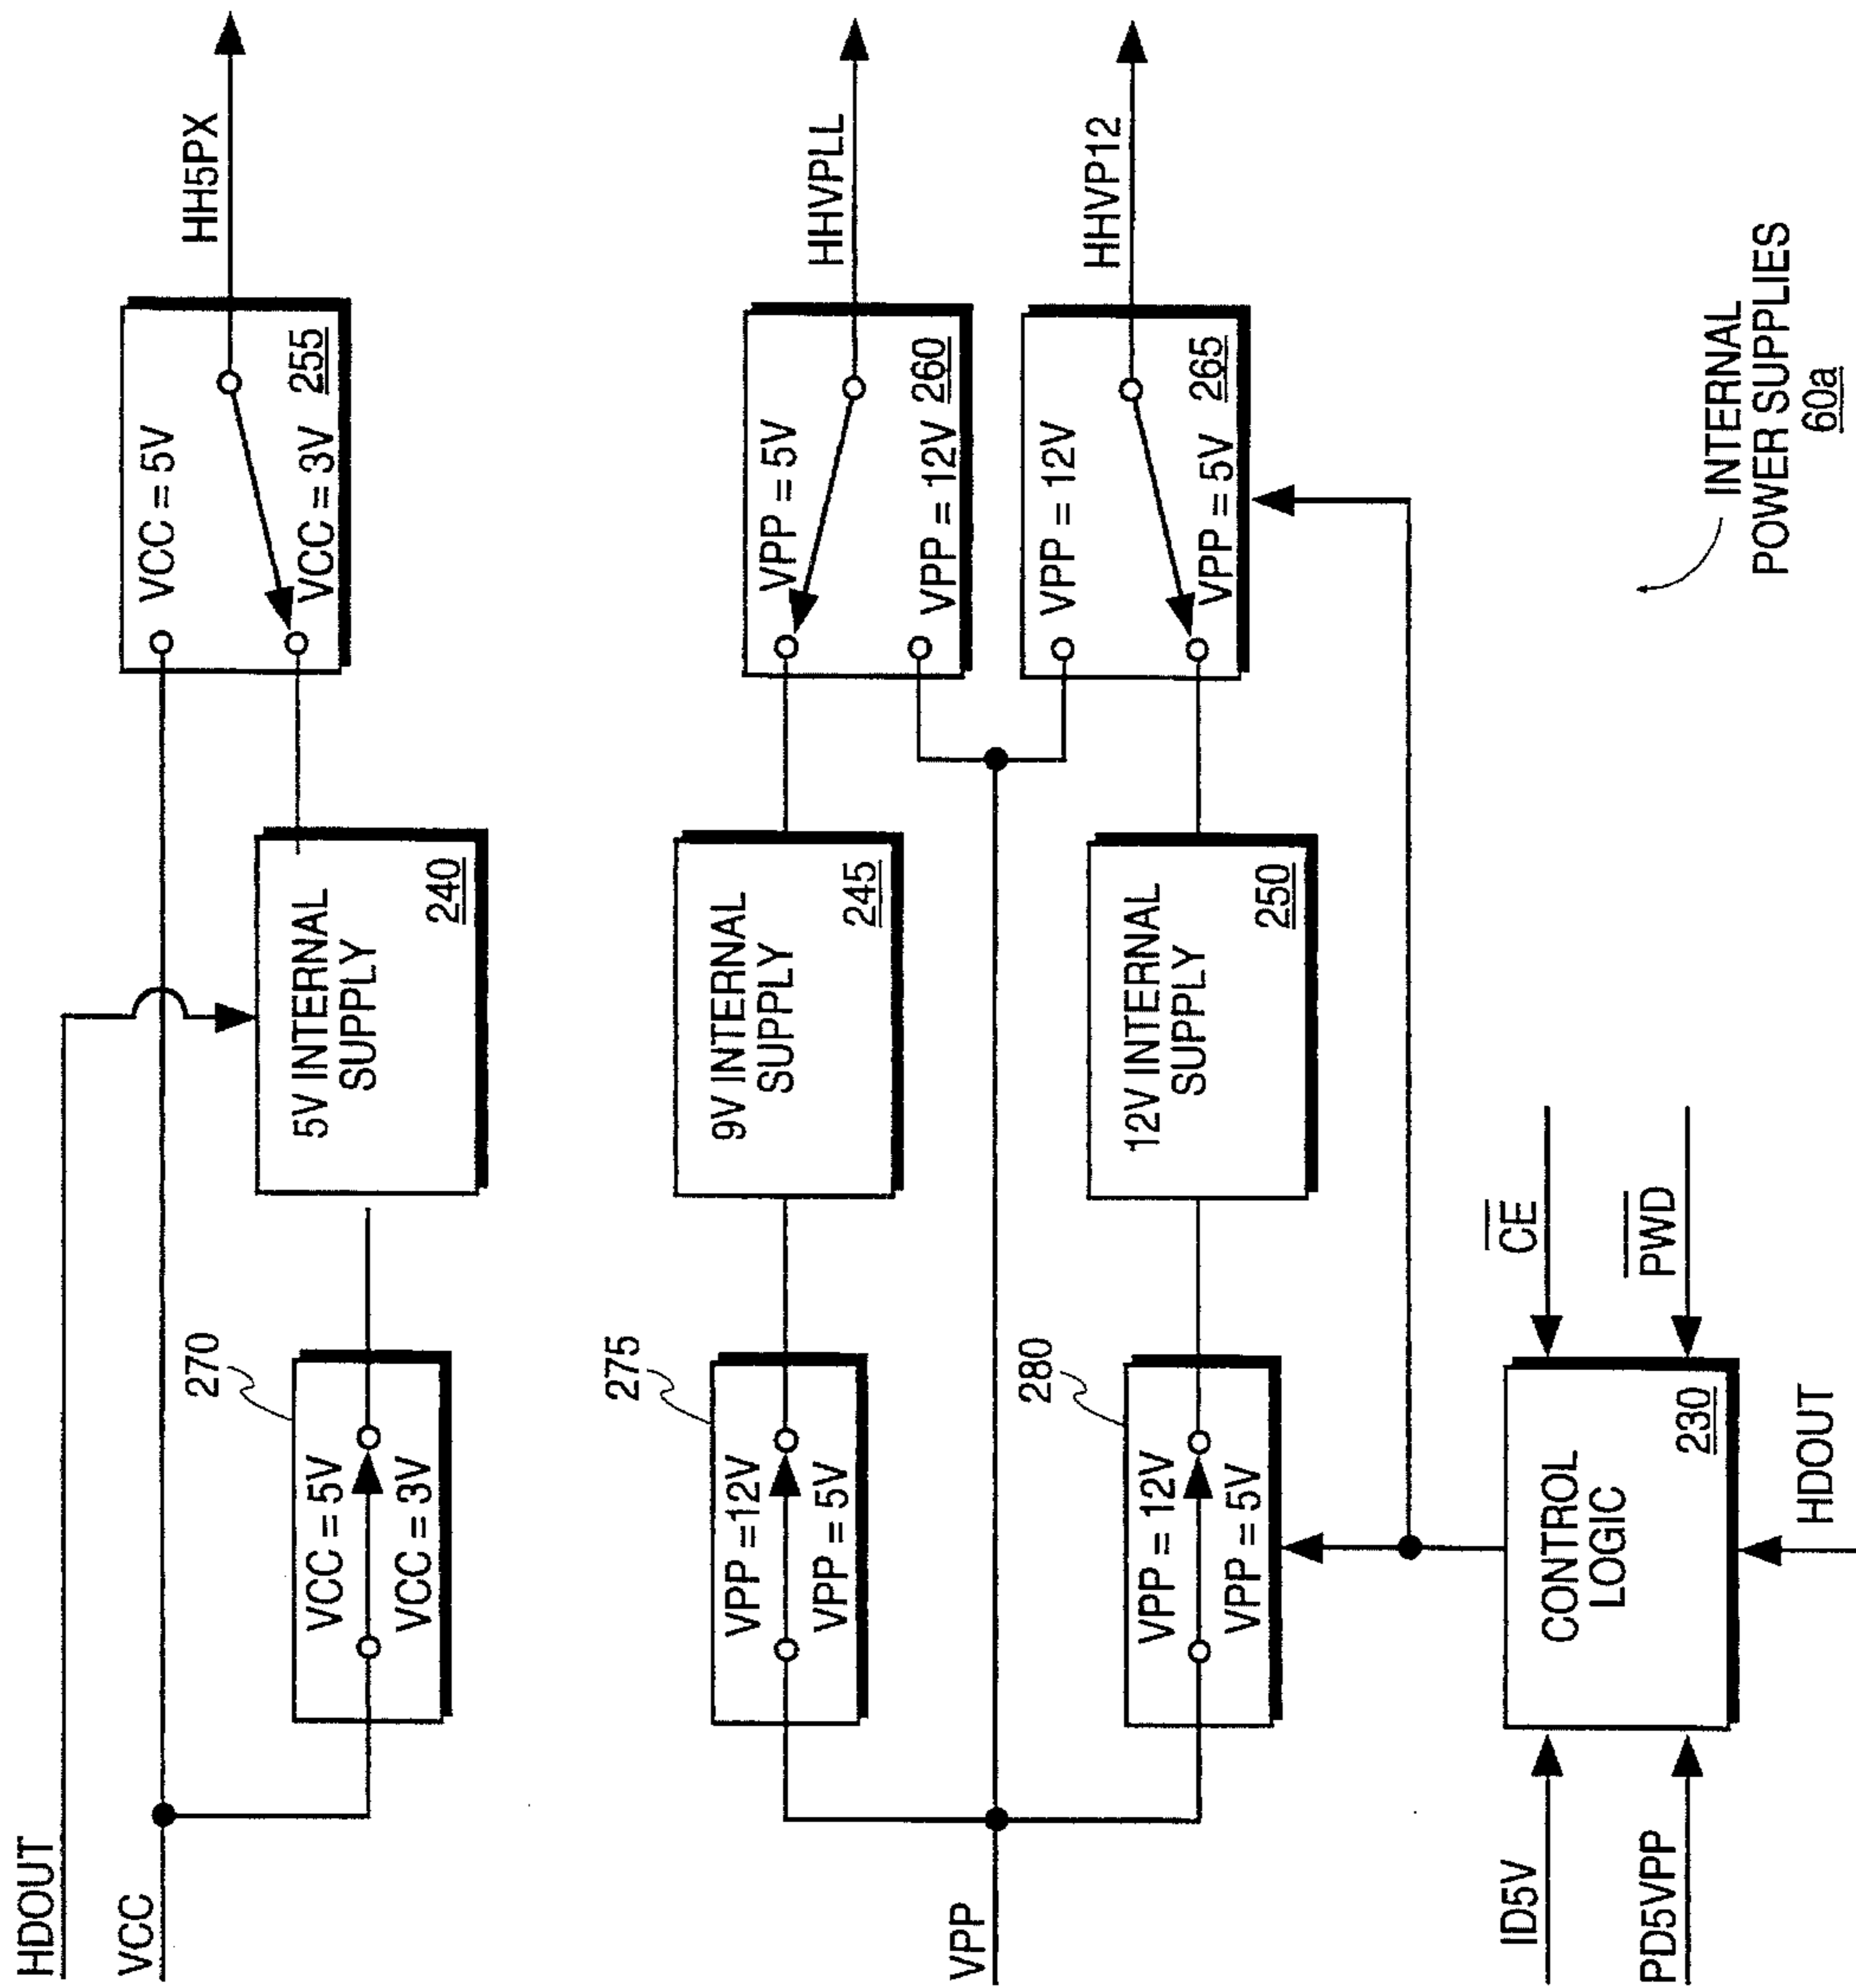 HDOUT
VCC
270
VCC = 5V
VCC = 3V
5V INTERNAL
SUPPLY
240
VCC = 5V
VCC = 3V
255
HH5PX
275
VPP =12V
VPP = 5V
9V INTERNAL
SUPPLY
245
VPP = 5V
VPP = 12V
260
HHVPLL
VPP
280
VPP = 12V
VPP = 5V
12V INTERNAL
SUPPLY
250
VPP = 12V
VPP = 5V
265
HHVP12
ID5V
PD5VPP
CONTROL
LOGIC
230
CE
PWD
HDOUT
INTERNAL
POWER SUPPLIES
60a